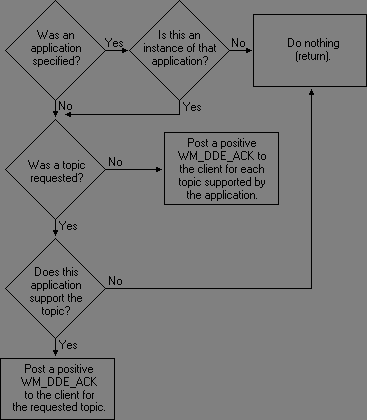 Was an
application
specified?
Yes
Is this an
instance of that
application?
No
Do nothing
(return).
No
Yes
Was a topic
requested?
No
Post a positive
WM_DDE_ACK to
the client for each
topic supported by
the application.
Yes
Does this
application
support the
topic?
No
Yes
Post a positive
WM_DDE_ACK
to the client for
the requested topic.